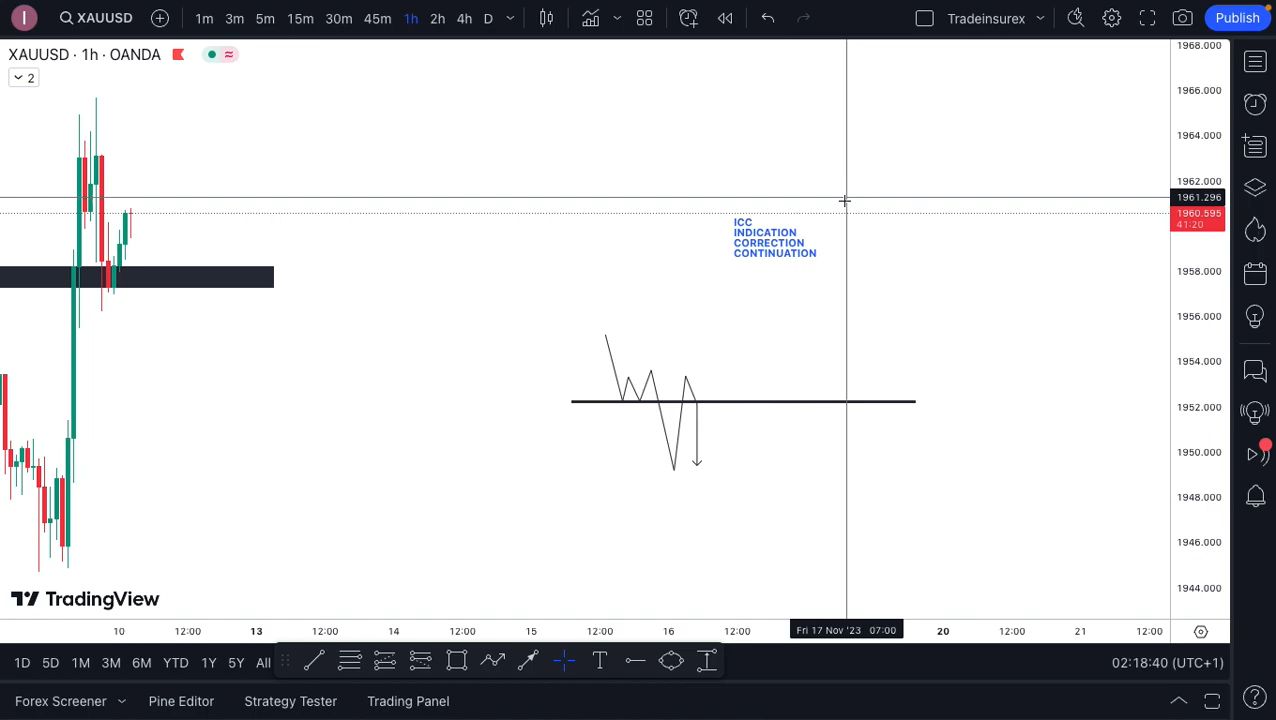 I
XAUUSD
1m 3m 5m 15m 30m 45m 1h 2h 4h D
Tradeinsurex
Publish
XAUUSD · 1h · OANDA
2
1968.000
1966.000
1964.000
1962.000
1961.296
1960.595
41:20
1958.000
1956.000
1954.000
1952.000
1950.000
1948.000
1946.000
1944.000
ICC
INDICATION
CORRECTION
CONTINUATION
TradingView
10 12:00 13 12:00 14 12:00 15 12:00 16 12:00 Fri 17 Nov '23 07:00 20 12:00 21 12:00
1D 5D 1M 3M 6M YTD 1Y 5Y All
02:18:40 (UTC+1)
Forex Screener Pine Editor Strategy Tester Trading Panel